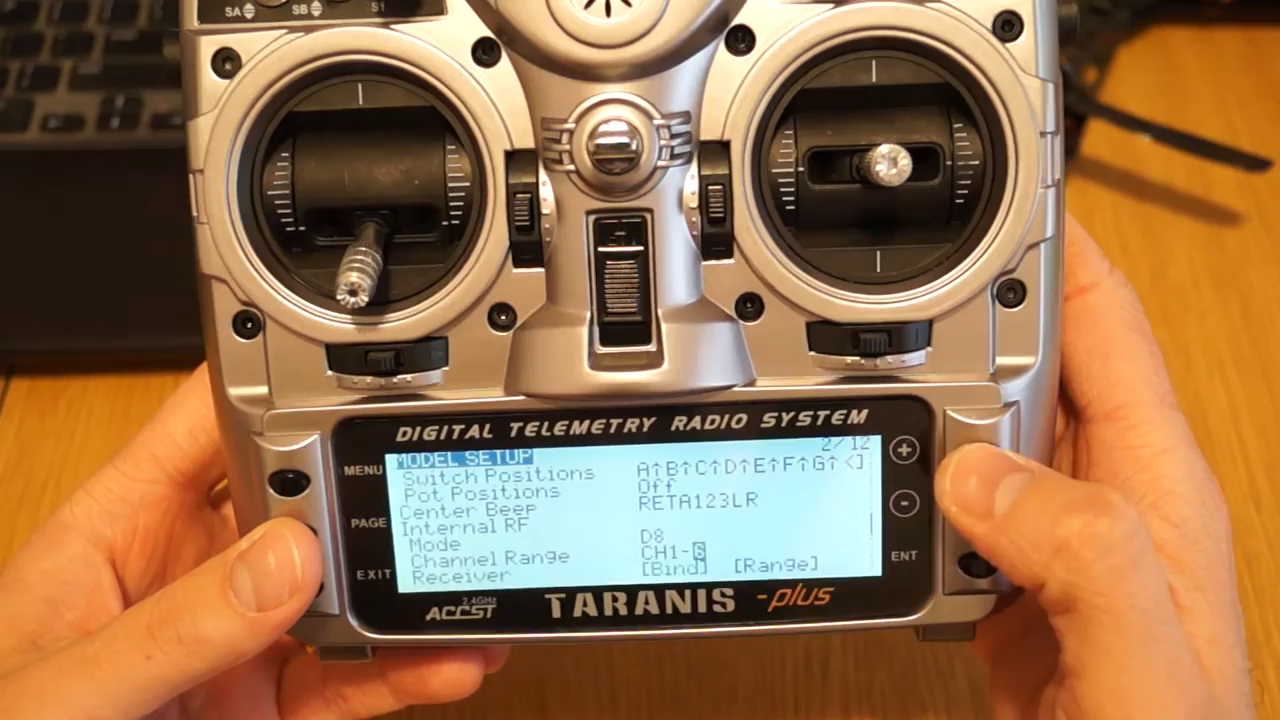 SA SB S1
DIGITAL TELEMETRY RADIO SYSTEM
MENU
PAGE
EXIT
MODEL SETUP 2/12
Switch Positions A↑B↑C↑D↑E↑F↑G↑<]
Pot Positions Off
Center Beep RETA123LR
Internal RF
Mode D8
Channel Range CH1-6
Receiver [Bind] [Range]
+
-
ENT
2.4GHz
ACCST
TARANIS -plus